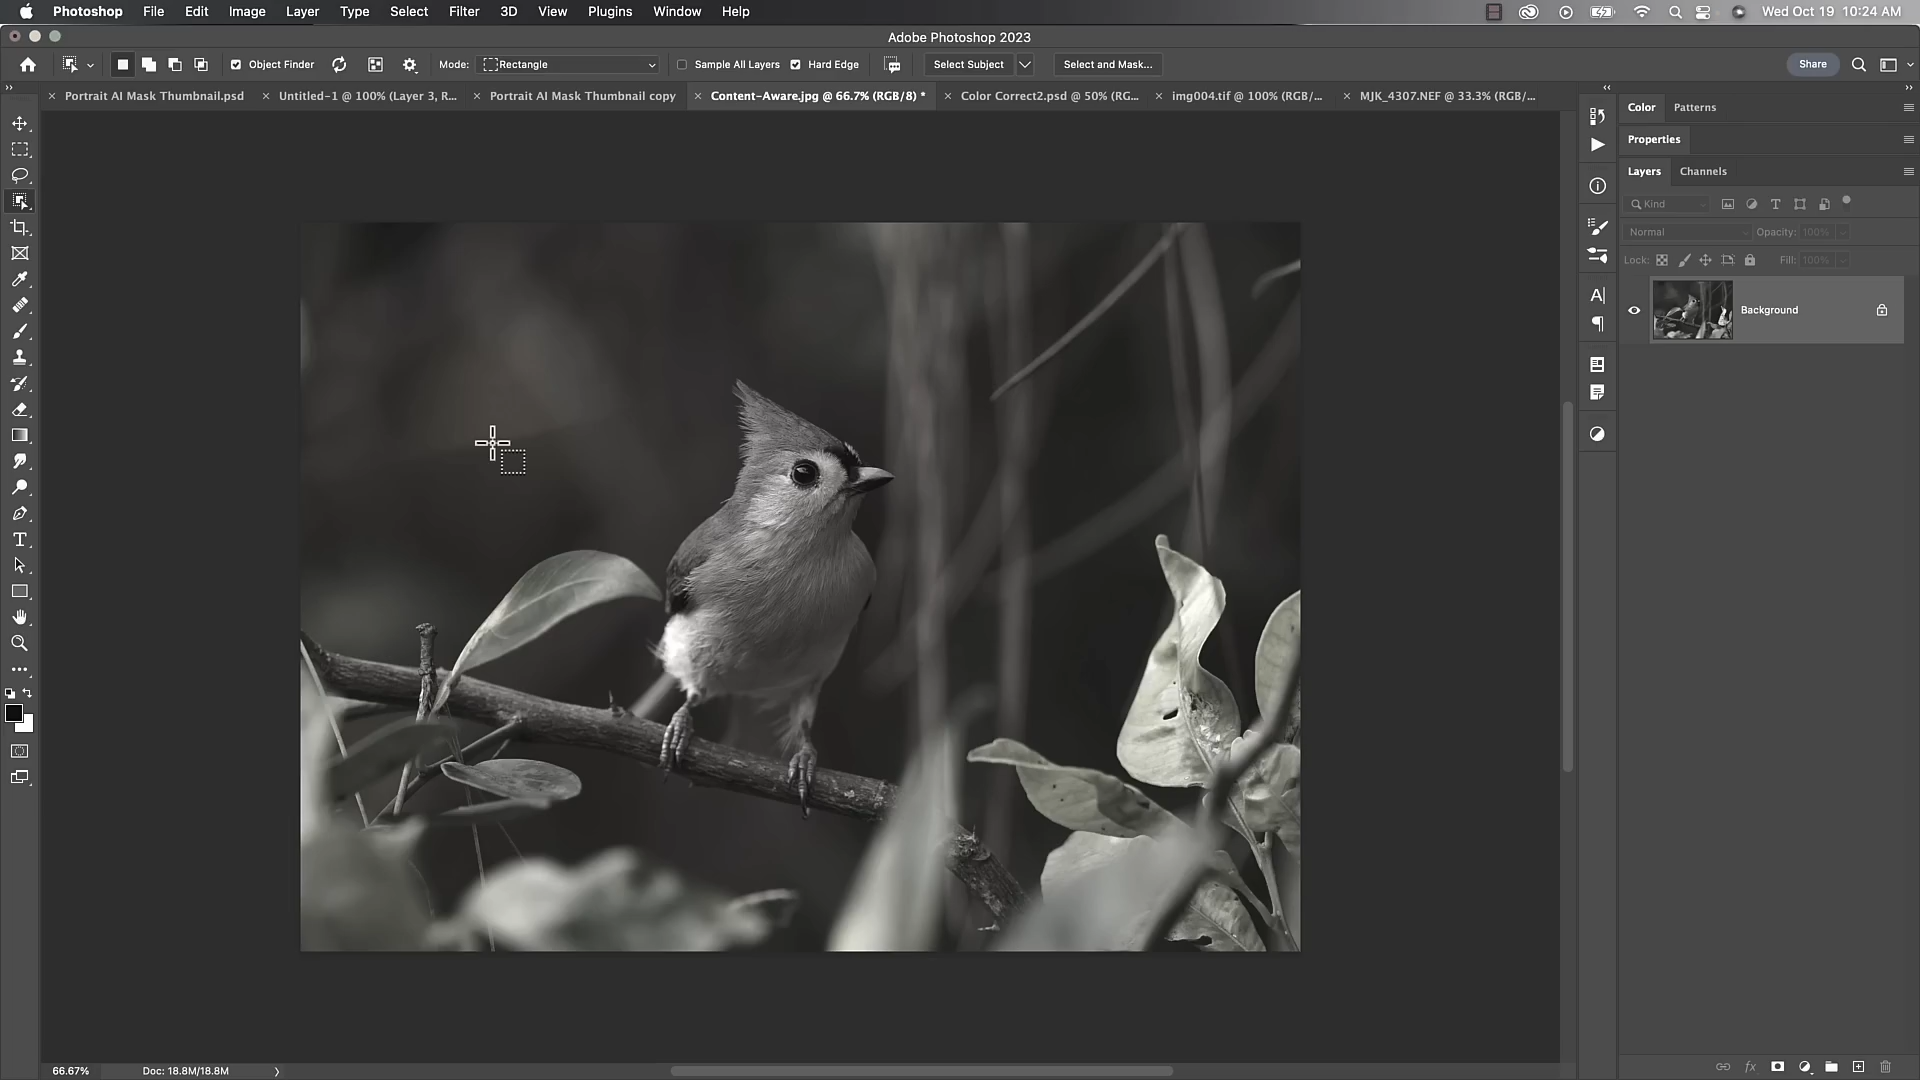 Photoshop File Edit Image Layer Type Select Filter 3D View Plugins Window Help Wed Oct 19 10:24 AM
Adobe Photoshop 2023
Object Finder Mode: Rectangle Sample All Layers Hard Edge Select Subject Select and Mask... Share
Portrait AI Mask Thumbnail.psd Untitled-1 @ 100% (Layer 3, R... Portrait AI Mask Thumbnail copy Content-Aware.jpg @ 66.7% (RGB/8) * Color Correct2.psd @ 50% (RG... img004.tif @ 100% (RGB/... MJK_4307.NEF @ 33.3% (RGB/...
Color Patterns
Properties
Layers Channels
Kind
Normal Opacity: 100%
Lock: Fill: 100%
Background
66.67% Doc: 18.8M/18.8M